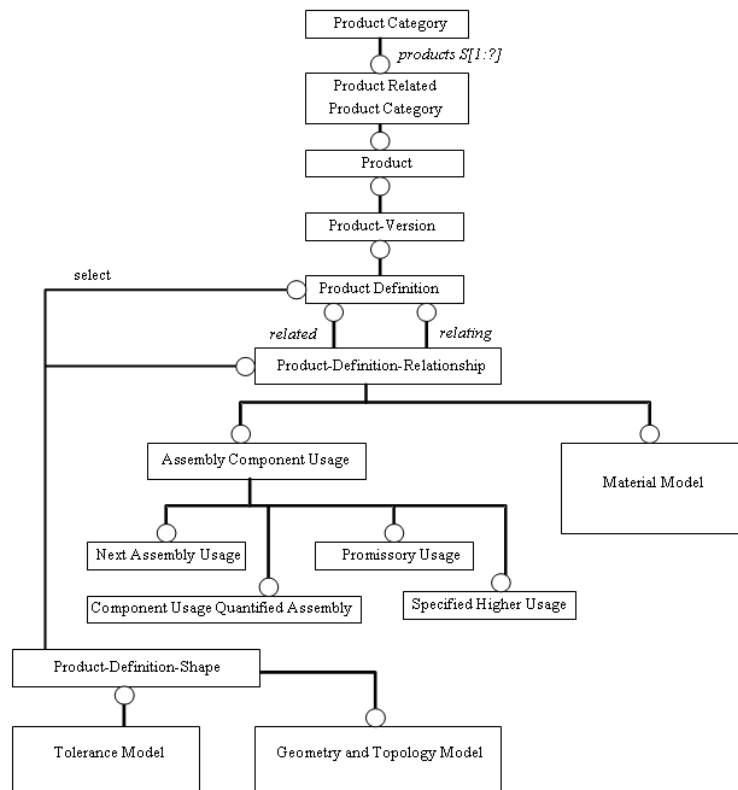 Product Category
products S[1:?]
Product Related
Product Category
Product
Product-Version
select
Product Definition
related
relating
Product-Definition-Relationship
Assembly Component Usage
Material Model
Next Assembly Usage
Promissory Usage
Component Usage Quantified Assembly
Specified Higher Usage
Product-Definition-Shape
Tolerance Model
Geometry and Topology Model